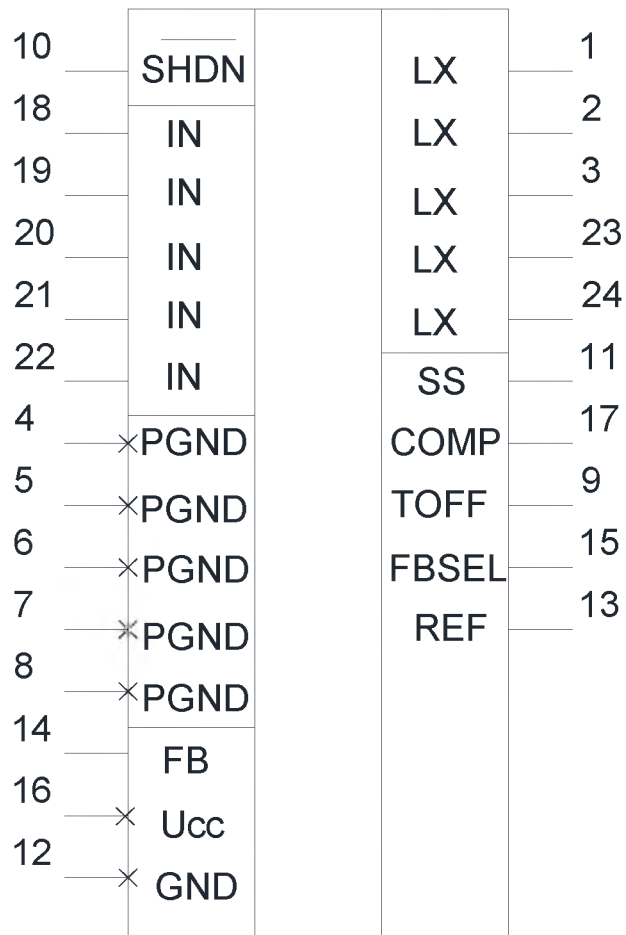 10 SHDN LX 1
18 IN LX 2
19 IN LX 3
20 IN LX 23
21 IN LX 24
22 IN SS 11
4 PGND COMP 17
5 PGND TOFF 9
6 PGND FBSEL 15
7 PGND REF 13
8 PGND
14 FB
16 Ucc
12 GND